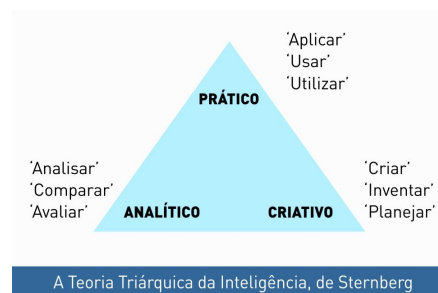 ‘Aplicar’
‘Usar’
‘Utilizar’
PRÁTICO
‘Analisar’
‘Comparar’
‘Avaliar’
ANALÍTICO
CRIATIVO
‘Criar’
‘Inventar’
‘Planejar’
A Teoria Triárquica da Inteligência, de Sternberg